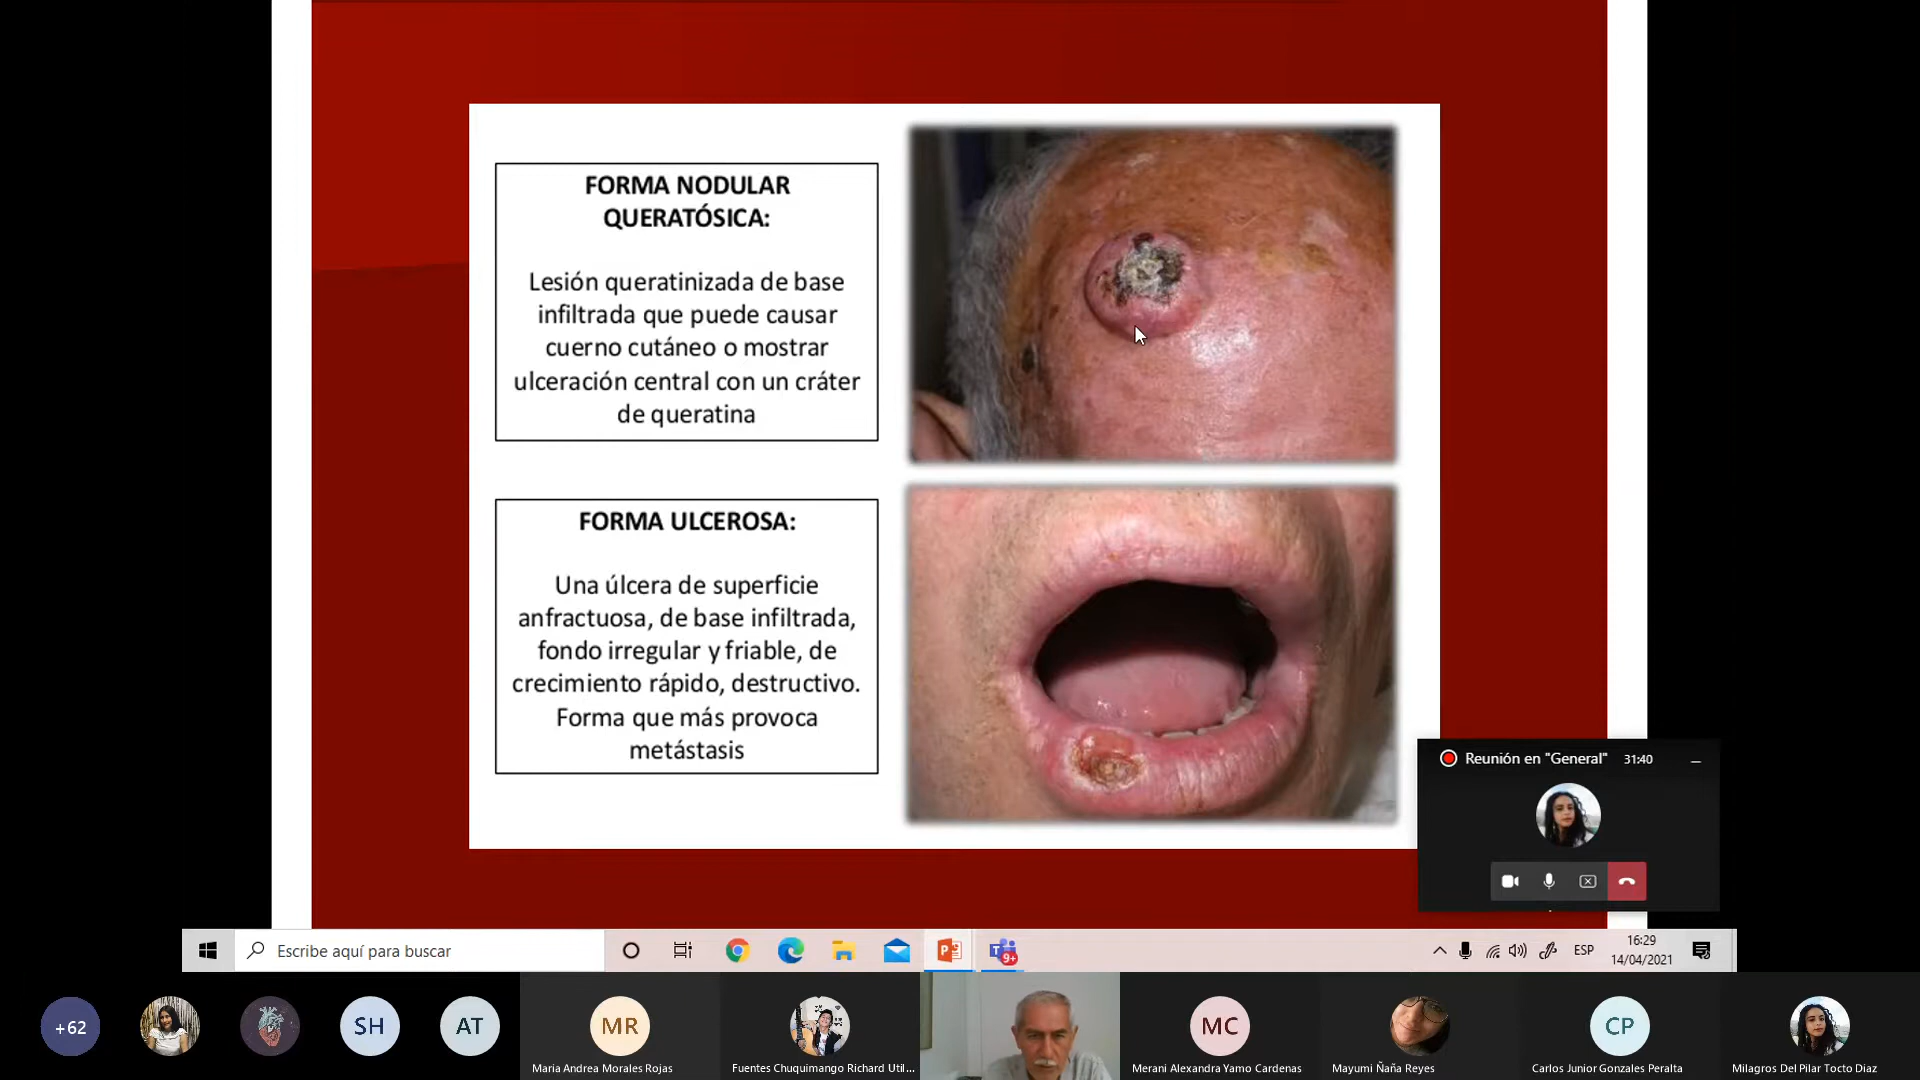 FORMA NODULAR
QUERATÓSICA:
Lesión queratinizada de base
infiltrada que puede causar
cuerno cutáneo o mostrar
ulceración central con un cráter
de queratina
FORMA ULCEROSA:
Una úlcera de superficie
anfractuosa, de base infiltrada,
fondo irregular y friable, de
crecimiento rápido, destructivo.
Forma que más provoca
metástasis
Reunión en "General" 31:40
Escribe aquí para buscar
9+
ESP
16:29
14/04/2021
+62
SH
AT
MR
MC
CP
Maria Andrea Morales Rojas
Fuentes Chuquimango Richard Util...
Merani Alexandra Yamo Cardenas
Mayumi Ñaña Reyes
Carlos Junior Gonzales Peralta
Milagros Del Pilar Tocto Diaz